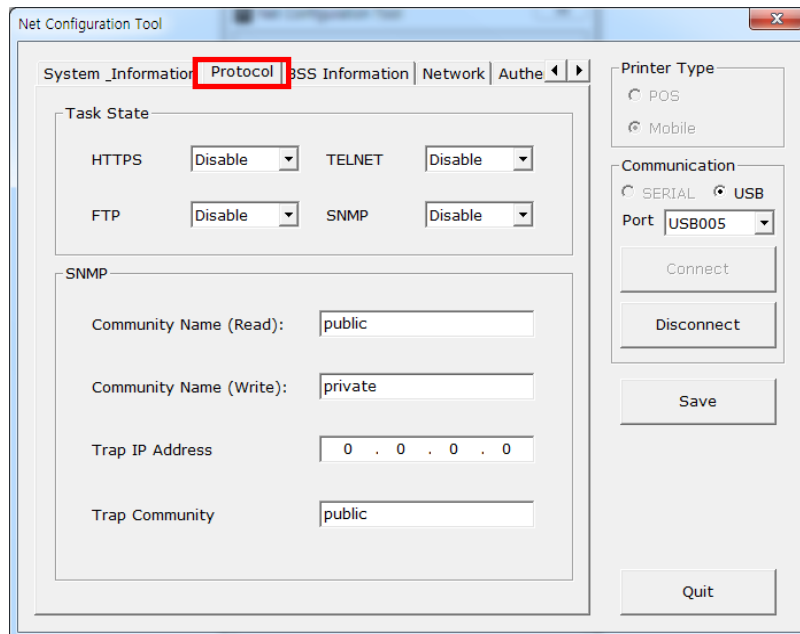 Net Configuration Tool
System _Information Protocol BSS Information Network Authe
Task State
HTTPS Disable TELNET Disable
FTP Disable SNMP Disable
SNMP
Community Name (Read): public
Community Name (Write): private
Trap IP Address 0 . 0 . 0 . 0
Trap Community public
Printer Type
POS
Mobile
Communication
SERIAL USB
Port USB005
Connect
Disconnect
Save
Quit